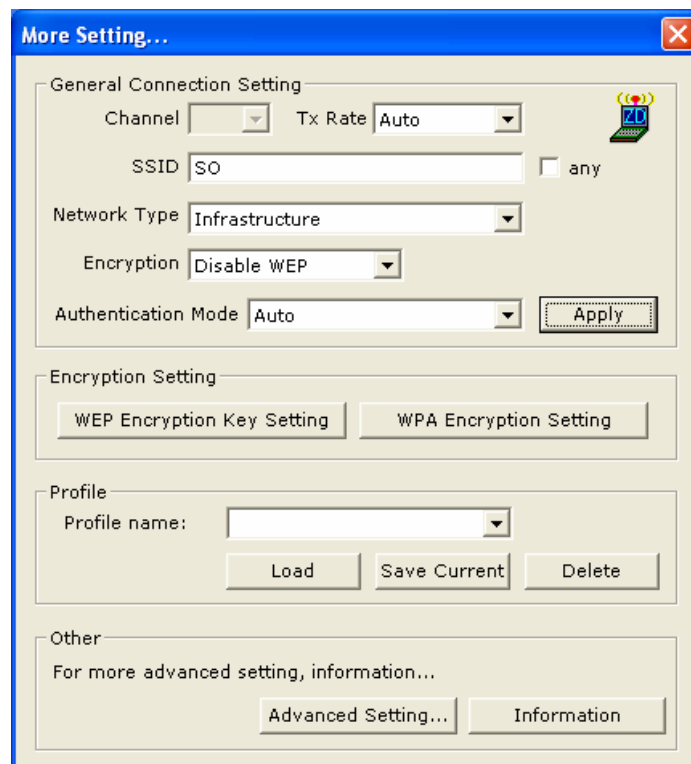 More Setting...
General Connection Setting
Channel Tx Rate Auto
ZD
SSID SO any
Network Type Infrastructure
Encryption Disable WEP
Authentication Mode Auto Apply
Encryption Setting
WEP Encryption Key Setting WPA Encryption Setting
Profile
Profile name:
Load Save Current Delete
Other
For more advanced setting, information...
Advanced Setting... Information